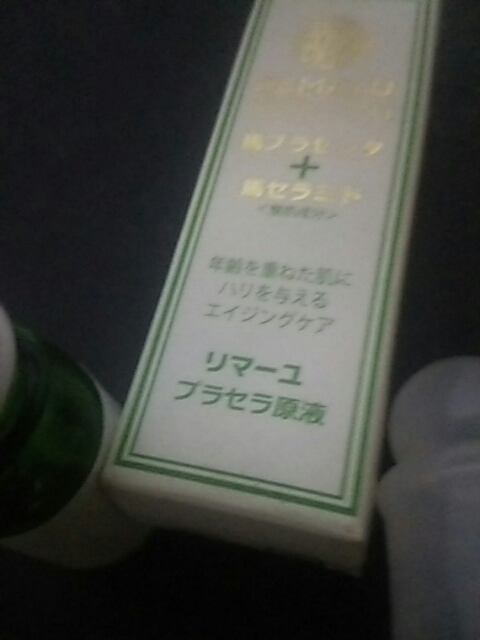 馬プラセンタ
+
馬セラミド
年齢を重ねた肌に
ハリを与える
エイジングケア
リマーユ
プラセラ原液